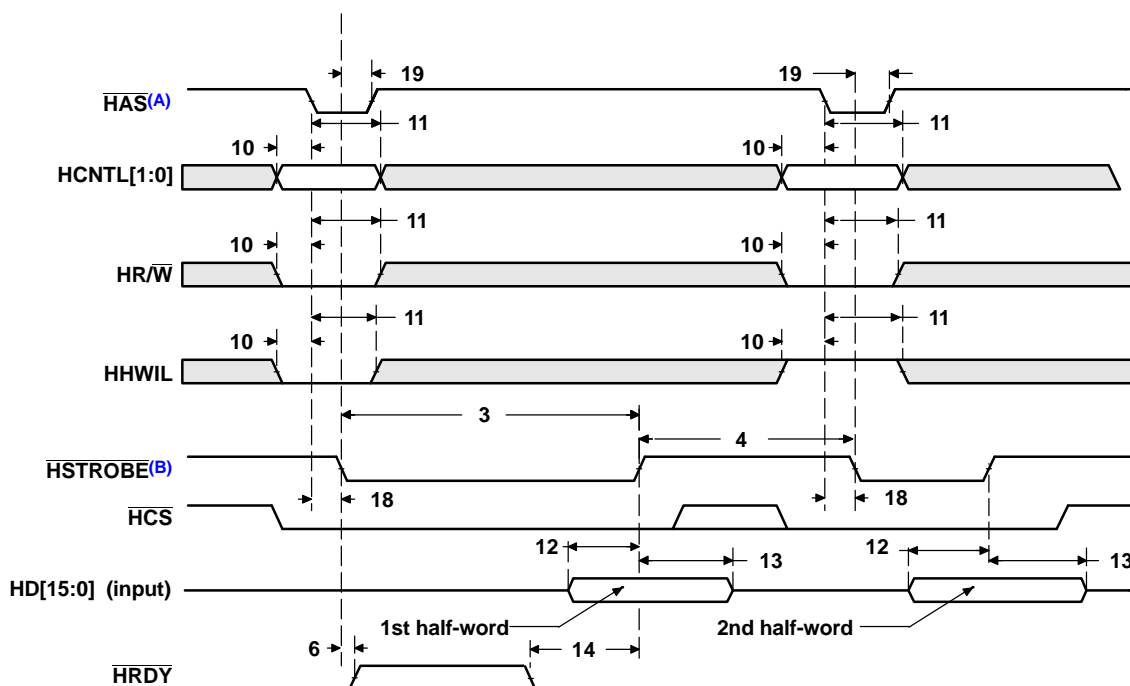 19 19
HAS(A)
11 11
10 10
HCNTL[1:0]
11 11
10 10
HR/W
11 11
10 10
HHWIL
3
4
HSTROBE(B)
18 18
HCS
12 12
13 13
HD[15:0] (input)
1st half-word 2nd half-word
6 14
HRDY